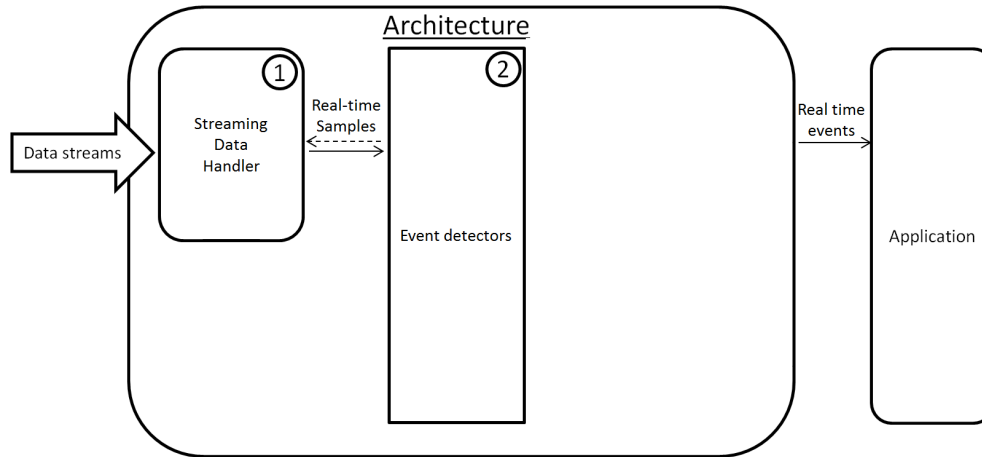 Architecture
1
2
Streaming
Data
Handler
Real-time
Samples
Data streams
Event detectors
Real time
events
Application